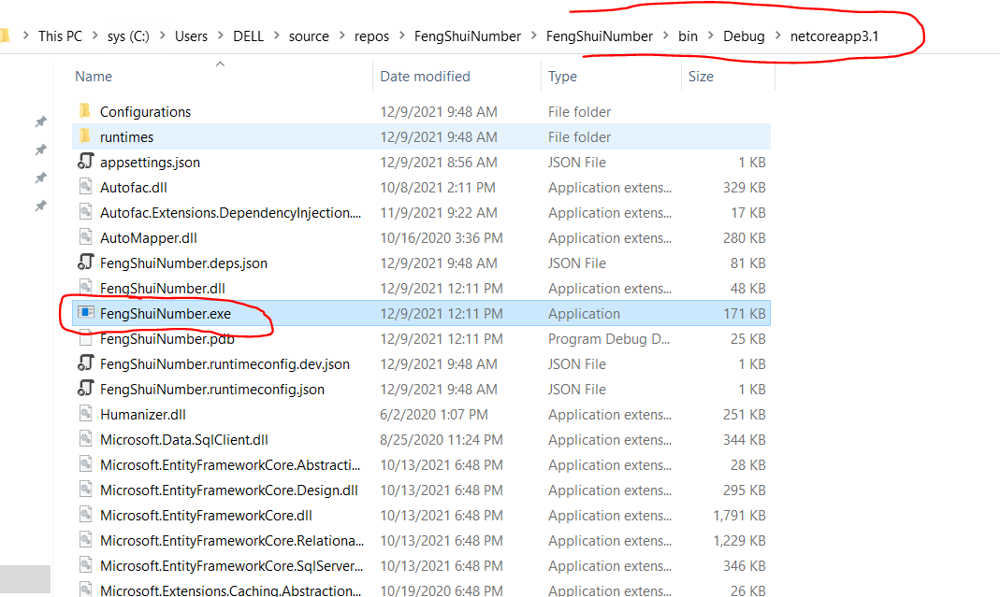 This PC > sys (C:) > Users > DELL > source > repos > FengShuiNumber > FengShuiNumber > bin > Debug > netcoreapp3.1
Name Date modified Type Size
Configurations 12/9/2021 9:48 AM File folder
runtimes 12/9/2021 9:48 AM File folder
appsettings.json 12/9/2021 8:56 AM JSON File 1 KB
Autofac.dll 10/8/2021 2:11 PM Application extens... 329 KB
Autofac.Extensions.DependencyInjection.... 11/9/2021 9:22 AM Application extens... 17 KB
AutoMapper.dll 10/16/2020 3:36 PM Application extens... 280 KB
FengShuiNumber.deps.json 12/9/2021 9:48 AM JSON File 81 KB
FengShuiNumber.dll 12/9/2021 12:11 PM Application extens... 48 KB
FengShuiNumber.exe 12/9/2021 12:11 PM Application 171 KB
FengShuiNumber.pdb 12/9/2021 12:11 PM Program Debug D... 25 KB
FengShuiNumber.runtimeconfig.dev.json 12/9/2021 9:48 AM JSON File 1 KB
FengShuiNumber.runtimeconfig.json 12/9/2021 9:48 AM JSON File 1 KB
Humanizer.dll 6/2/2020 1:07 PM Application extens... 251 KB
Microsoft.Data.SqlClient.dll 8/25/2020 11:24 PM Application extens... 344 KB
Microsoft.EntityFrameworkCore.Abstracti... 10/13/2021 6:48 PM Application extens... 28 KB
Microsoft.EntityFrameworkCore.Design.dll 10/13/2021 6:48 PM Application extens... 295 KB
Microsoft.EntityFrameworkCore.dll 10/13/2021 6:48 PM Application extens... 1,791 KB
Microsoft.EntityFrameworkCore.Relationa... 10/13/2021 6:48 PM Application extens... 1,229 KB
Microsoft.EntityFrameworkCore.SqlServer... 10/13/2021 6:48 PM Application extens... 346 KB
Microsoft.Extensions.Caching.Abstraction... 10/19/2020 6:48 PM Application extens... 26 KB